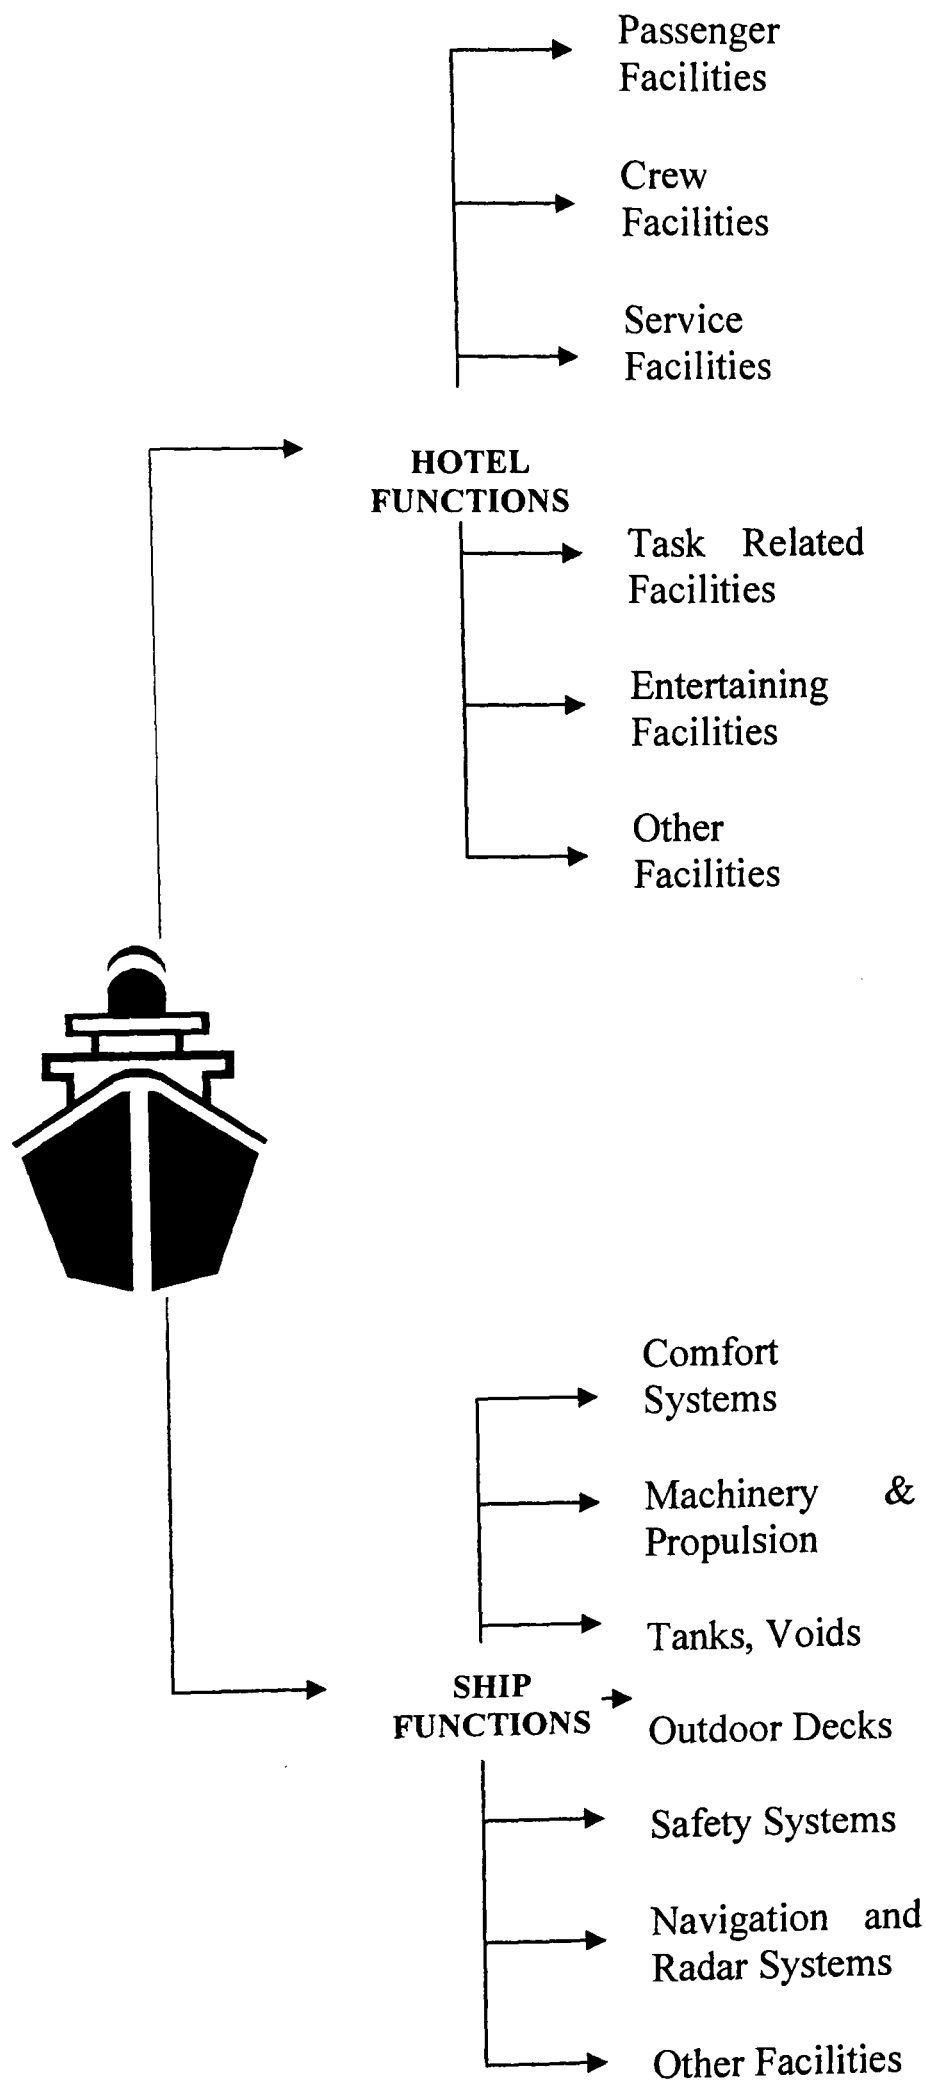 Passenger
Facilities
Crew
Facilities
Service
Facilities
HOTEL
FUNCTIONS
Task Related
Facilities
Entertaining
Facilities
Other
Facilities
Comfort
Systems
Machinery &
Propulsion
Tanks, Voids
SHIP
FUNCTIONS
Outdoor Decks
Safety Systems
Navigation and
Radar Systems
Other Facilities